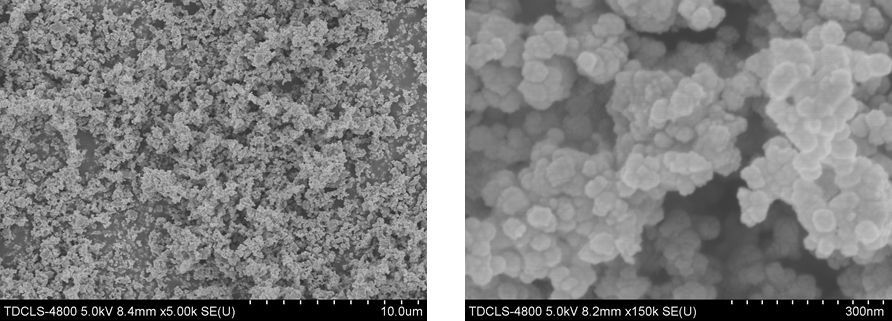 TDCLS-4800 5.0kV 8.4mm x5.00k SE(U) 10.0um
TDCLS-4800 5.0kV 8.2mm x150k SE(U) 300nm